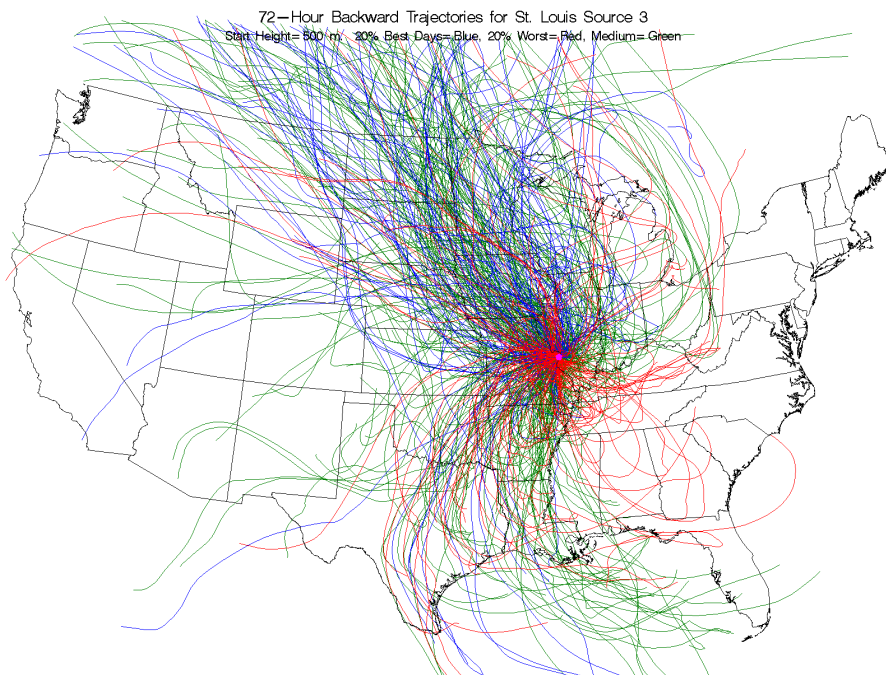 72-Hour Backward Trajectories for St. Louis Source 3
Start Height= 500 m. 20% Best Days=Blue, 20% Worst=Red, Medium=Green